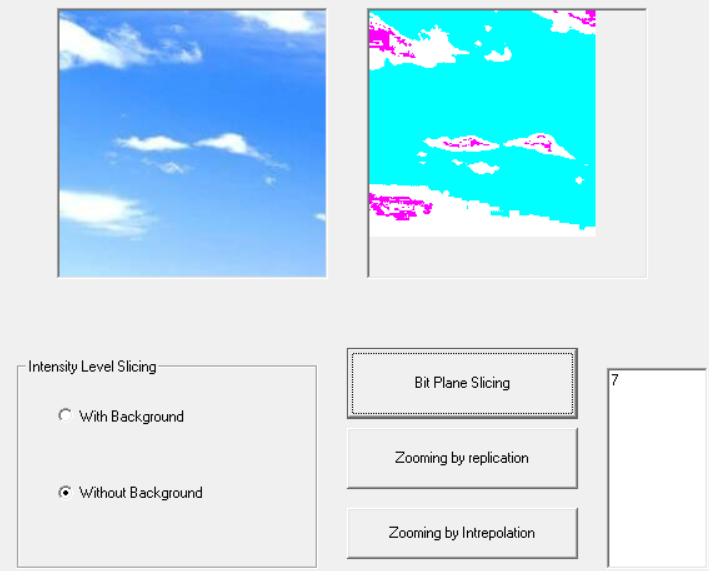 Intensity Level Slicing
With Background
Without Background
Bit Plane Slicing
Zooming by replication
Zooming by Intrepolation
7